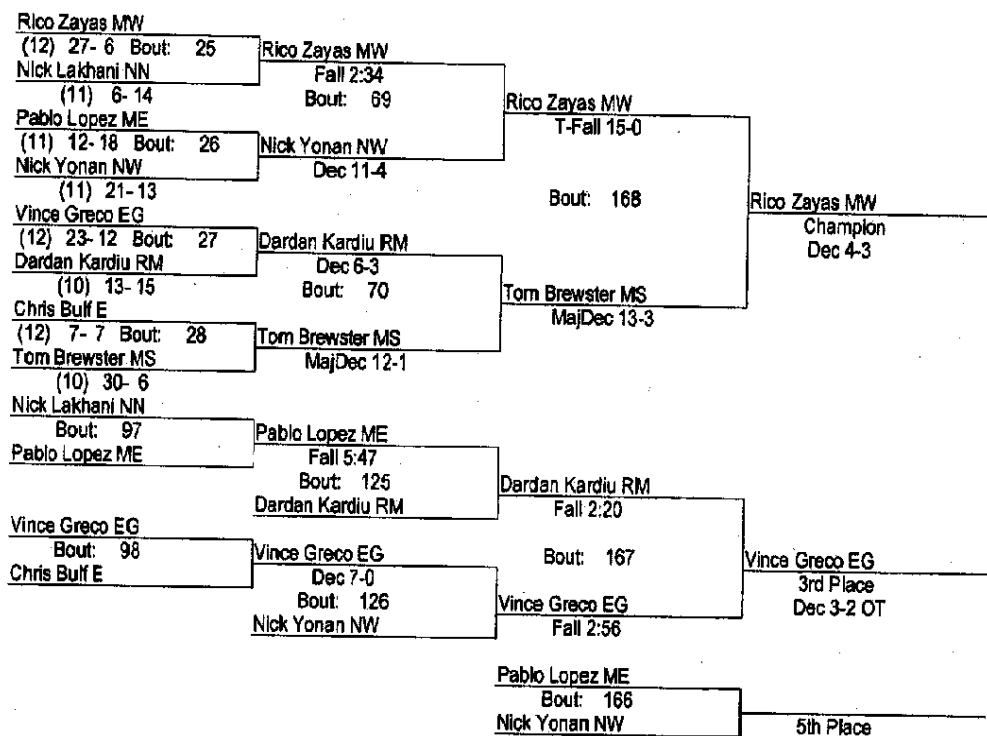 Rico Zayas MW
(12) 27- 6 Bout: 25
Nick Lakhani NN
(11) 6- 14
Pablo Lopez ME
(11) 12- 18 Bout: 26
Nick Yonan NW
(11) 21- 13
Vince Greco EG
(12) 23- 12 Bout: 27
Dardan Kardiu RM
(10) 13- 15
Chris Bulf E
(12) 7- 7 Bout: 28
Tom Brewster MS
(10) 30- 6
Rico Zayas MW
Fall 2:34
Bout: 69
Nick Yonan NW
Dec 11-4
Dardan Kardiu RM
Dec 6-3
Bout: 70
Tom Brewster MS
MajDec 12-1
Rico Zayas MW
T-Fall 15-0
Bout: 168
Tom Brewster MS
MajDec 13-3
Rico Zayas MW
Champion
Dec 4-3
Nick Lakhani NN
Bout: 97
Pablo Lopez ME
Vince Greco EG
Bout: 98
Chris Bulf E
Pablo Lopez ME
Fall 5:47
Bout: 125
Dardan Kardiu RM
Vince Greco EG
Dec 7-0
Bout: 126
Nick Yonan NW
Dardan Kardiu RM
Fall 2:20
Bout: 167
Vince Greco EG
Fall 2:56
Vince Greco EG
3rd Place
Dec 3-2 OT
Pablo Lopez ME
Bout: 166
Nick Yonan NW
5th Place